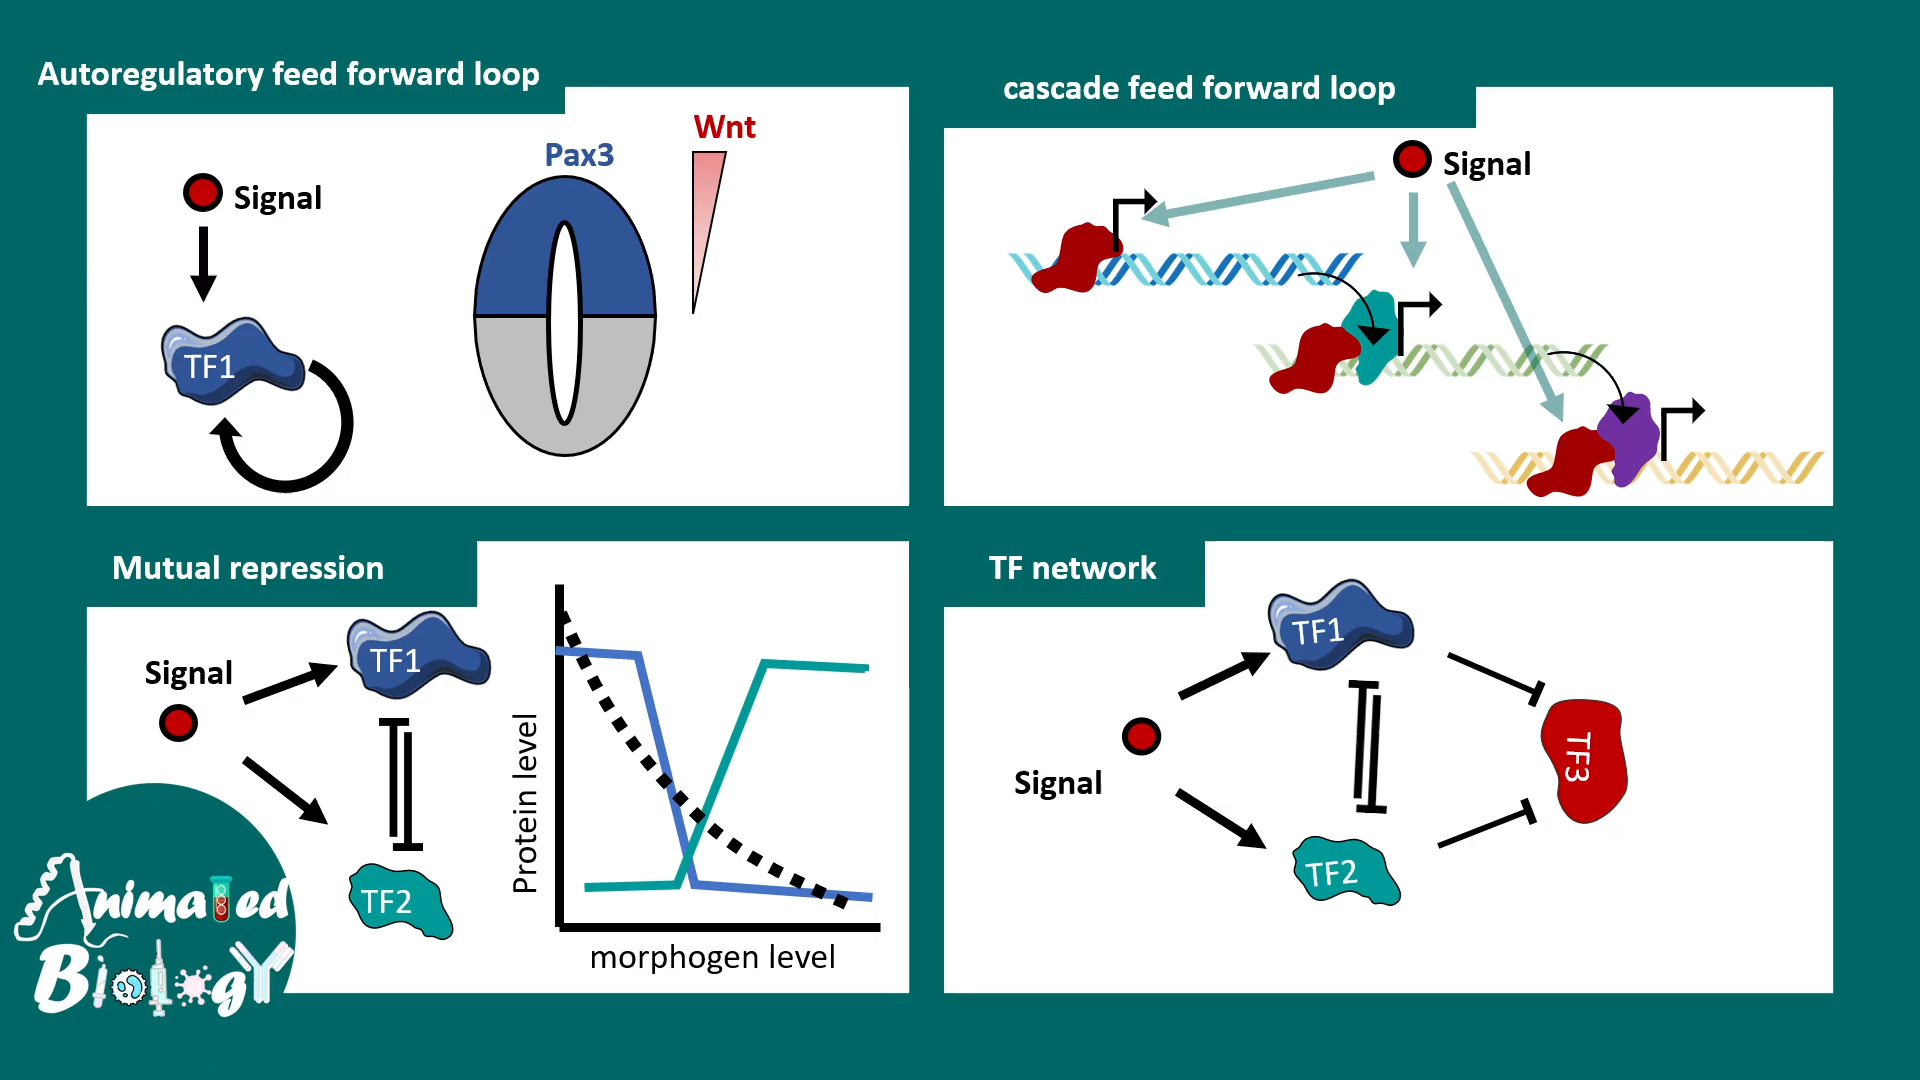 Autoregulatory feed forward loop
Signal
TF1
Pax3
Wnt
cascade feed forward loop
Signal
Mutual repression
Signal
TF1
TF2
Protein level
morphogen level
TF network
TF1
Signal
TF2
TF3
Animated
Biology